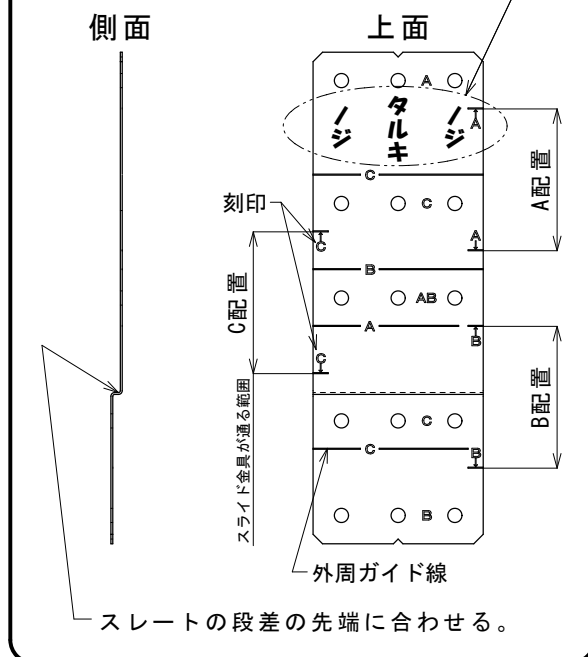 側面
上面
A
ノジ
タルキ
ノジ
A
C
刻印
C
A
C
A配置
B
C配置
AB
A
B
C
スライド金具が通る範囲
C
B配置
C
B
B
外周ガイド線
スレートの段差の先端に合わせる。